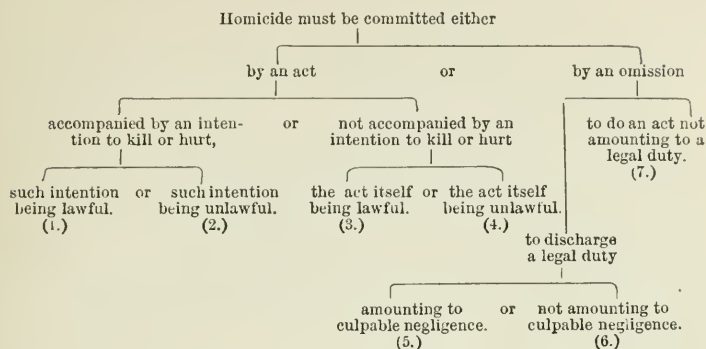 Homicide must be committed either
by an act or by an omission
accompanied by an inten- or not accompanied by an to do an act not
tion to kill or hurt, intention to kill or hurt amounting to a
legal duty.
(7.)
such intention or such intention the act itself or the act itself
being lawful. being unlawful. being lawful. being unlawful.
(1.) (2.) (3.) (4.)
to discharge
a legal duty
amounting to or not amounting to
culpable negligence. culpable negligence.
(5.) (6.)